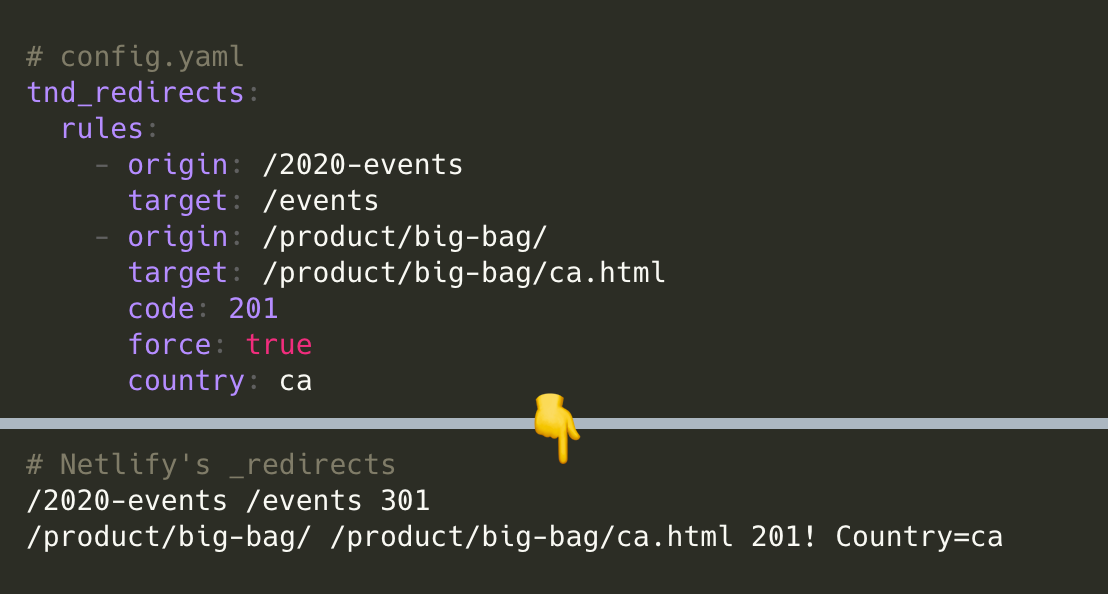 # config.yaml
tnd_redirects:
  rules:
    - origin: /2020-events
      target: /events
    - origin: /product/big-bag/
      target: /product/big-bag/ca.html
      code: 201
      force: true
      country: ca
# Netlify's _redirects
/2020-events /events 301
/product/big-bag/ /product/big-bag/ca.html 201! Country=ca